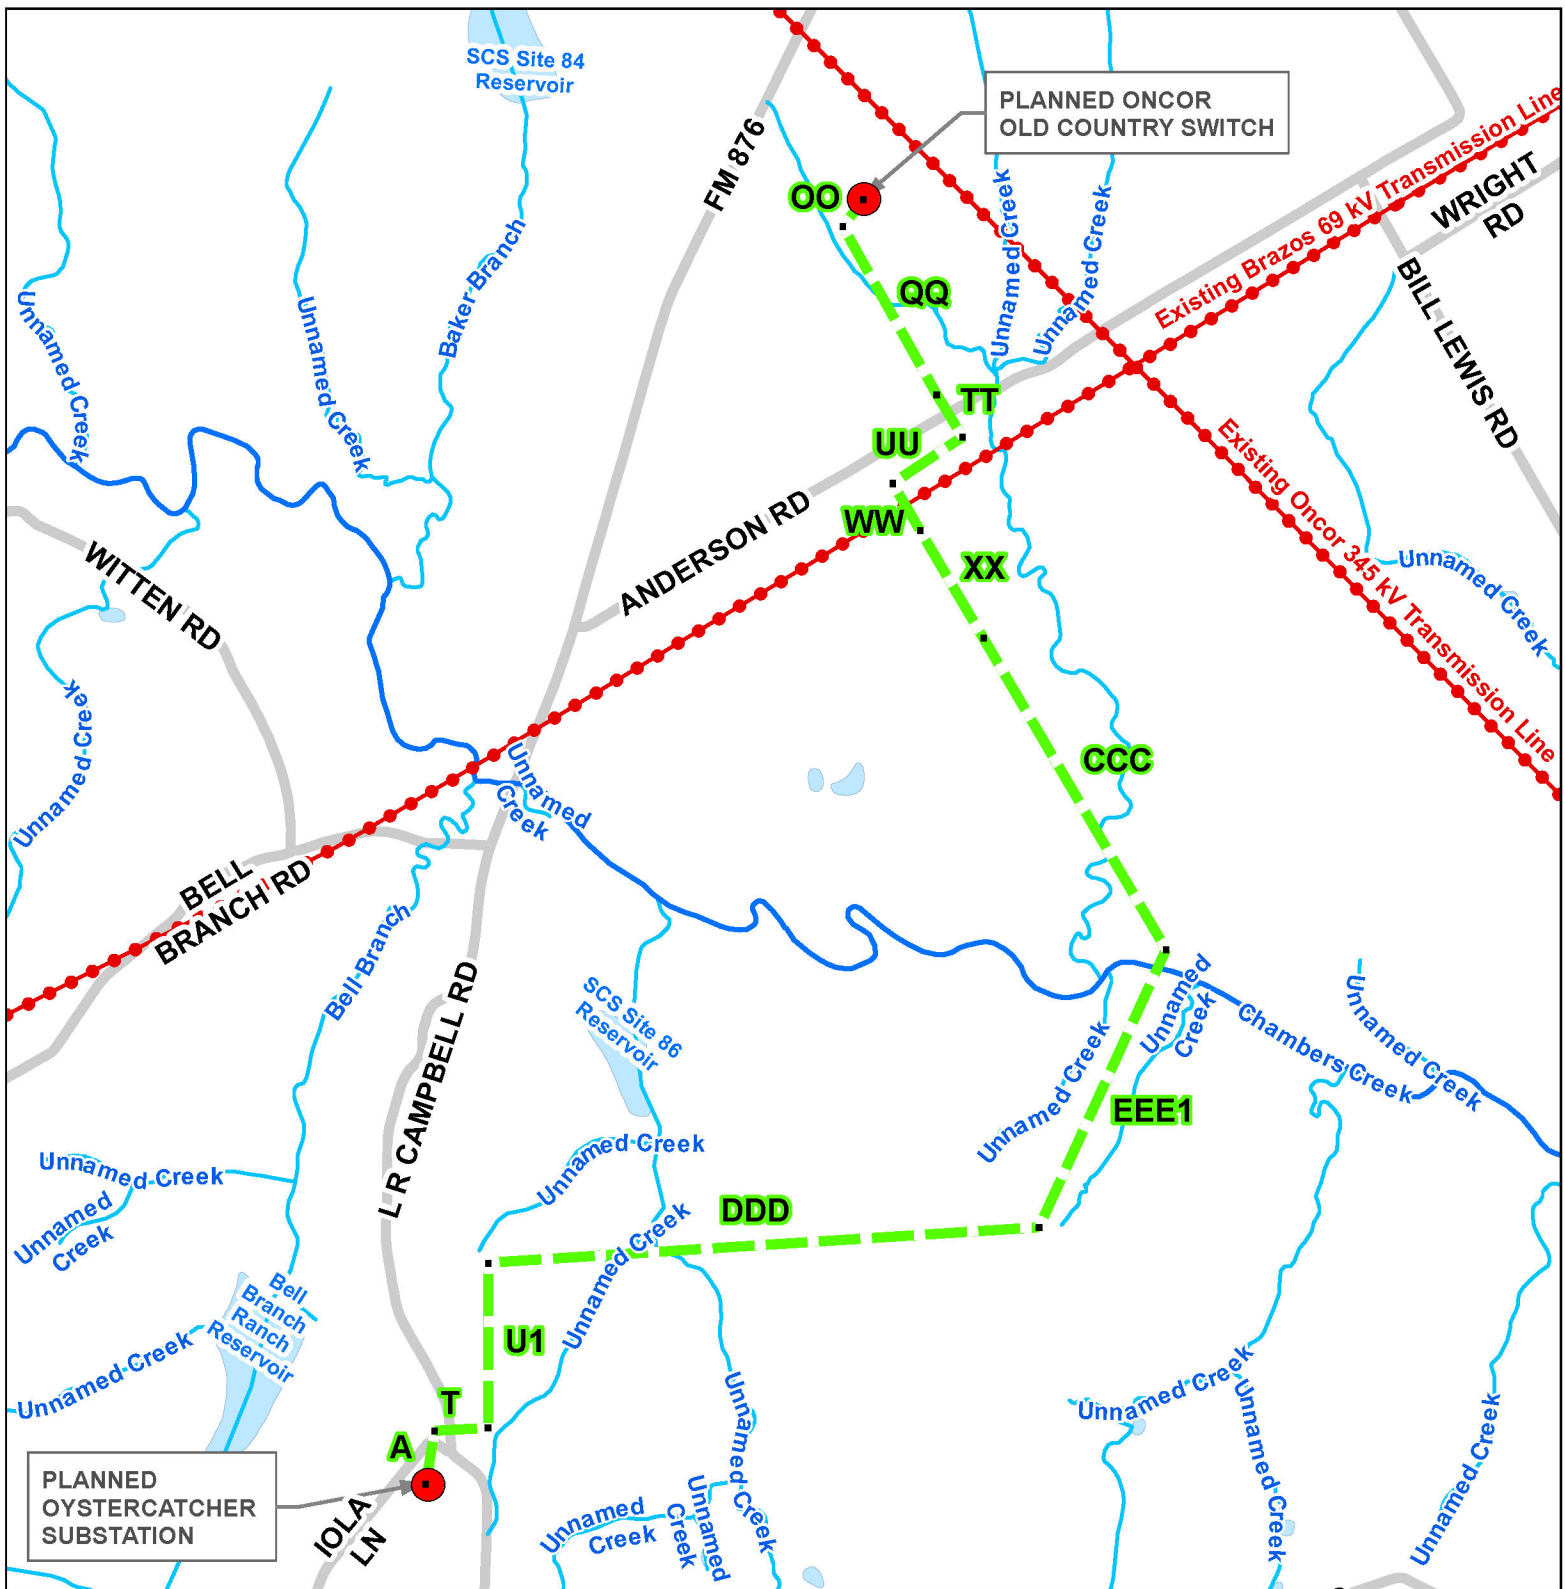 SCS Site 84
Reservoir
PLANNED ONCOR
OLD COUNTRY SWITCH
FM 876
Existing Brazos 69 kV Transmission Line
WRIGHT
RD
OO
Unnamed Creek
Unnamed Creek
Baker Branch
Unnamed Creek
Unnamed Creek
QQ
BILL LEWIS RD
TT
UU
Existing Oncor 345 kV Transmission Line
WW
ANDERSON RD
XX
WITTEN RD
Unnamed Creek
Unnamed Creek
CCC
Unnamed
Creek
BELL
BRANCH RD
Bell Branch
L R CAMPBELL RD
SCS Site 86
Reservoir
Unnamed
Creek
Unnamed Creek
Chambers Creek
Unnamed Creek
EEE1
Unnamed Creek
Unnamed Creek
Unnamed
Creek
DDD
Unnamed Creek
Bell
Branch
Ranch
Reservoir
Unnamed Creek
U1
T
A
Unnamed Creek
Unnamed Creek
Unnamed Creek
Unnamed Creek
PLANNED
OYSTERCATCHER
SUBSTATION
IOLA
LN
Unnamed
Creek
Unnamed
Creek